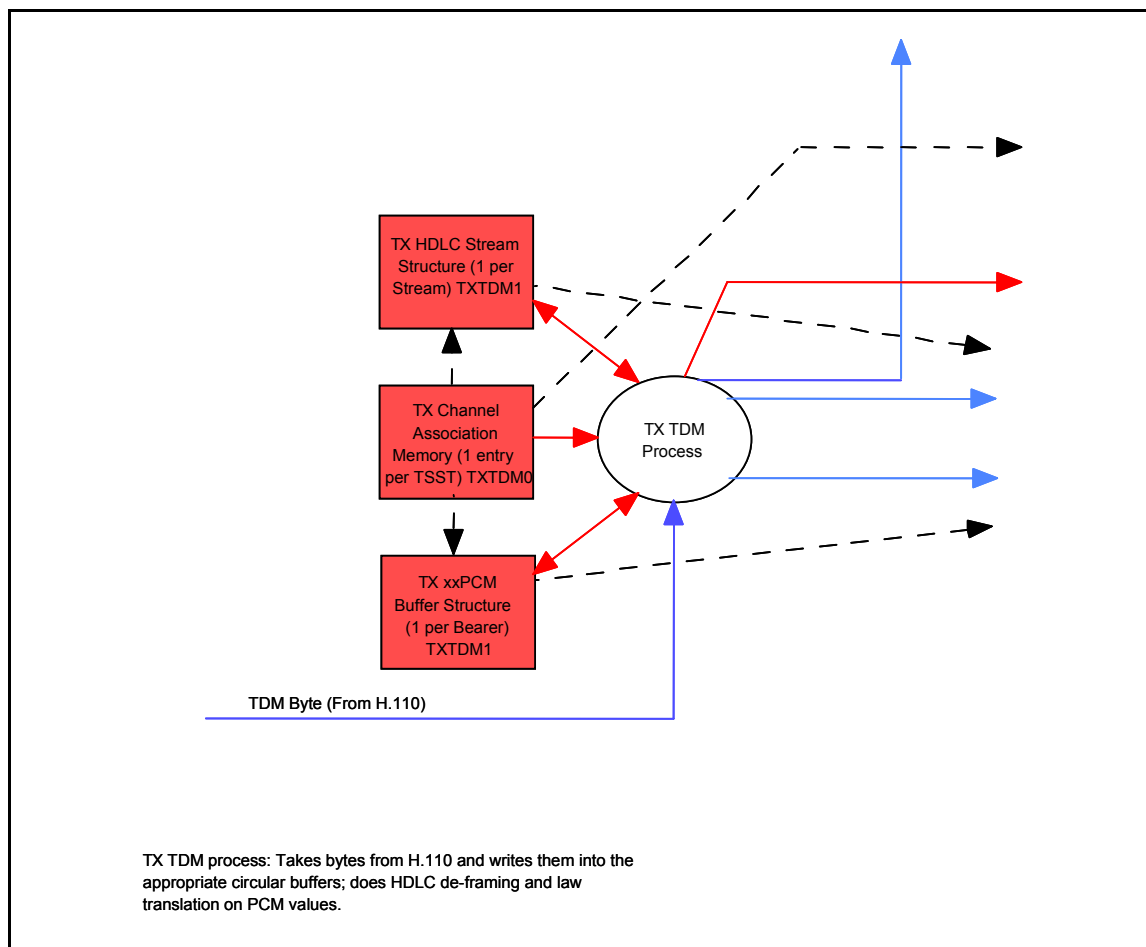 TX HDLC Stream
Structure (1 per
Stream) TXTDM1
TX Channel
Association
Memory (1 entry
per TSST) TXTDM0
TX TDM
Process
TX xxPCM
Buffer Structure
(1 per Bearer)
TXTDM1
TDM Byte (From H.110)
TX TDM process: Takes bytes from H.110 and writes them into the
appropriate circular buffers; does HDLC de-framing and law
translation on PCM values.